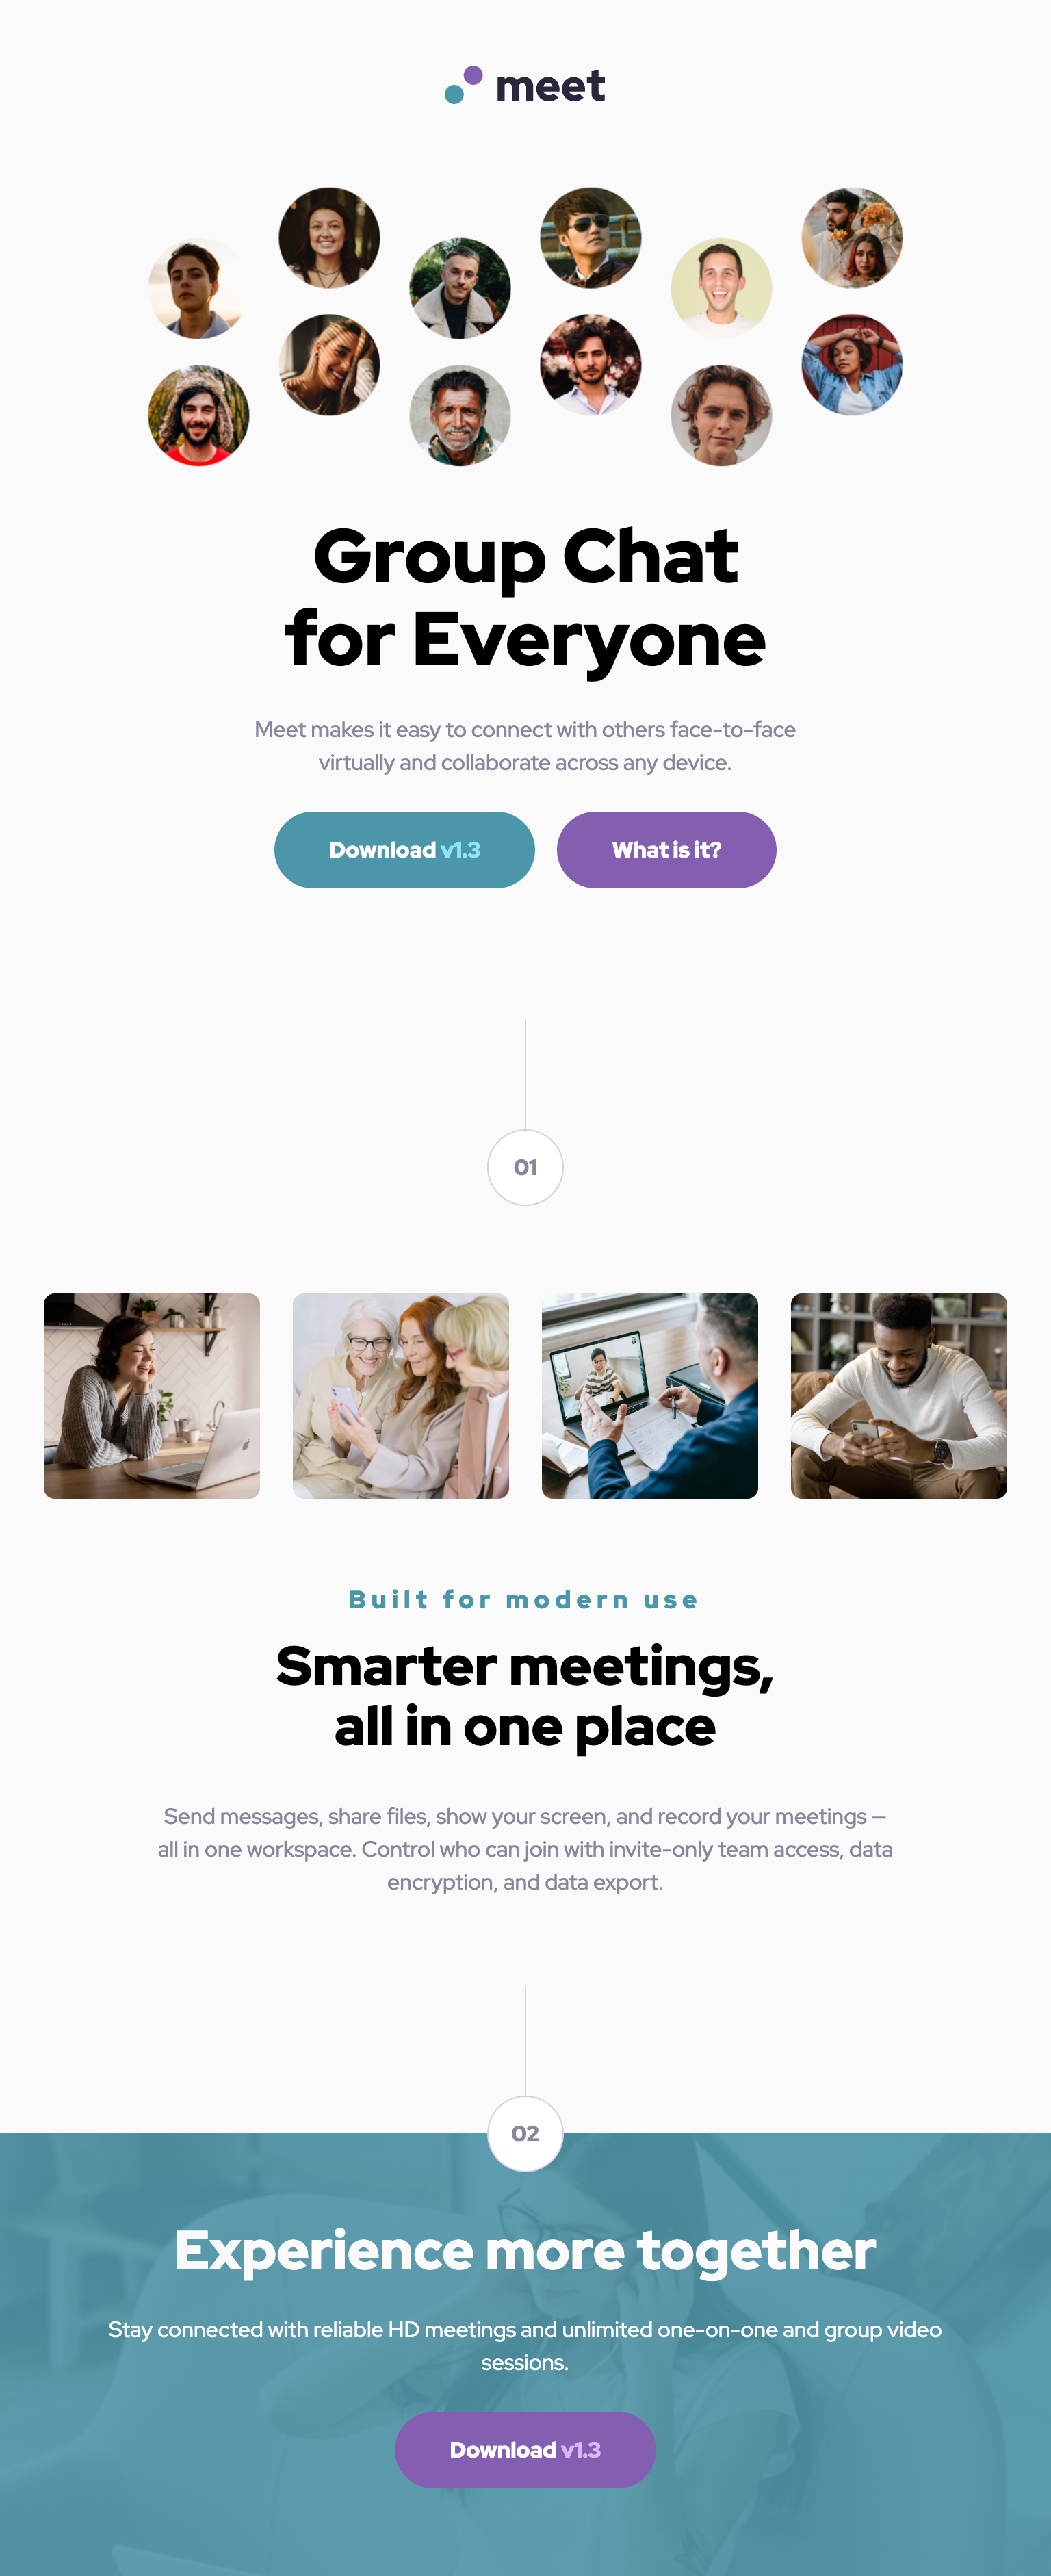 meet
Group Chat
for Everyone
Meet makes it easy to connect with others face-to-face
virtually and collaborate across any device.
Download v1.3
What is it?
01
Built for modern use
Smarter meetings,
all in one place
Send messages, share files, show your screen, and record your meetings —
all in one workspace. Control who can join with invite-only team access, data
encryption, and data export.
02
Experience more together
Stay connected with reliable HD meetings and unlimited one-on-one and group video
sessions.
Download v1.3